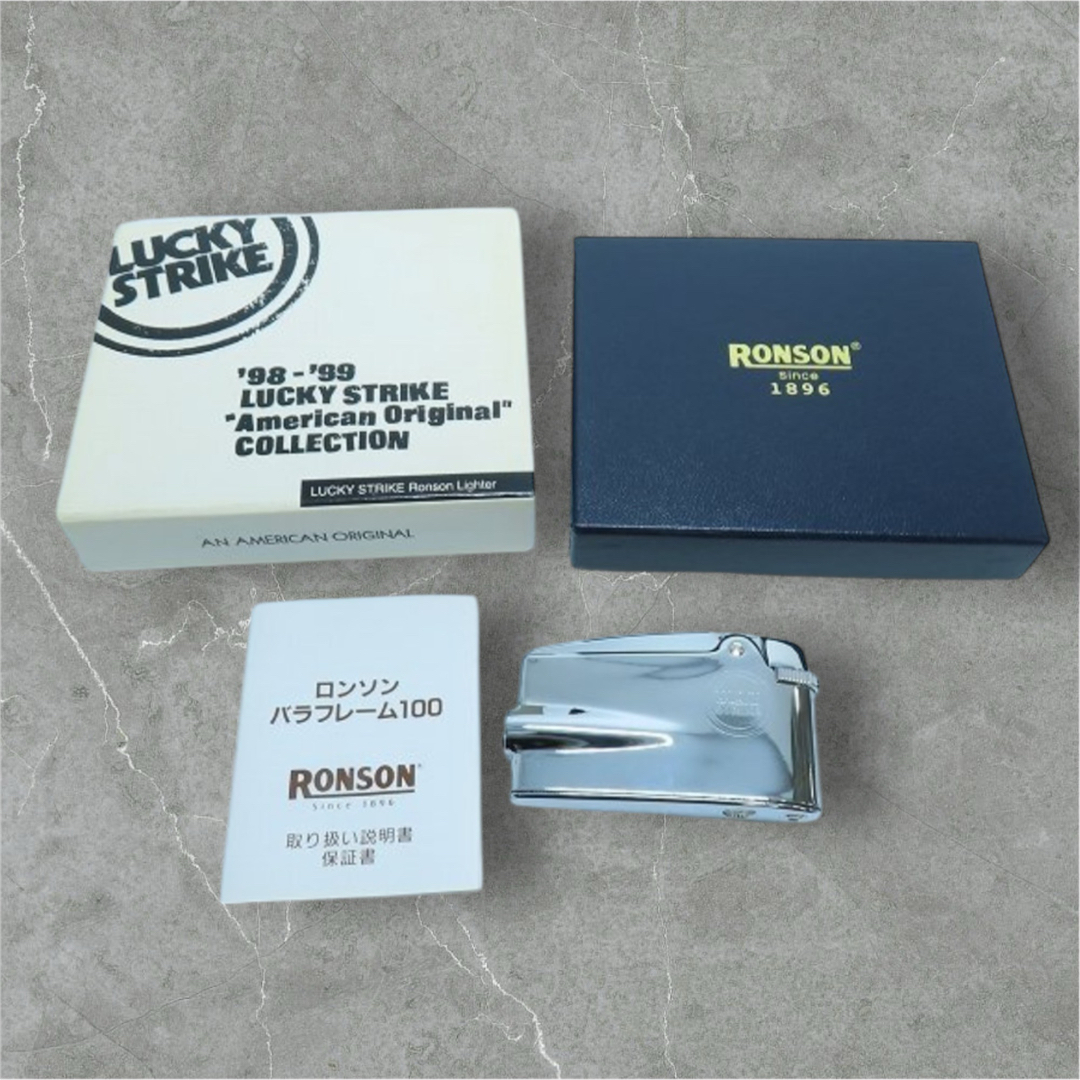 LUCKY
STRIKE
'98-'99
LUCKY STRIKE
"American Original"
COLLECTION
LUCKY STRIKE Ronson Lighter
AN AMERICAN ORIGINAL
RONSON®
Since
1896
ロンソン
バラフレーム100
RONSON®
Since 1896
取り扱い説明書
保証書